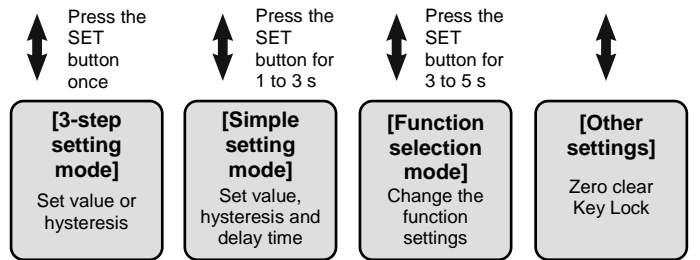 Press the
SET
button
once
Press the
SET
button for
1 to 3 s
Press the
SET
button for
3 to 5 s
[3-step
setting
mode]
Set value or
hysteresis
[Simple
setting
mode]
Set value,
hysteresis and
delay time
[Function
selection
mode]
Change the
function
settings
[Other
settings]
Zero clear
Key Lock